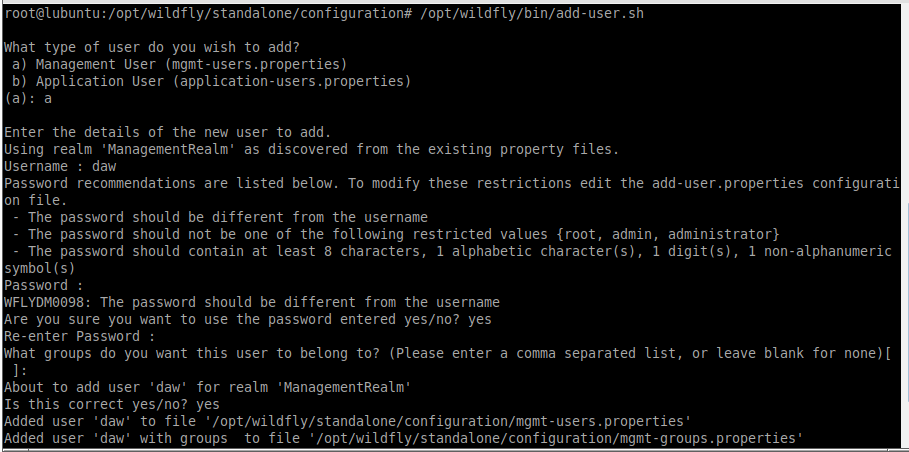 root@lubuntu:/opt/wildfly/standalone/configuration# /opt/wildfly/bin/add-user.sh
What type of user do you wish to add?
a) Management User (mgmt-users.properties)
b) Application User (application-users.properties)
(a): a
Enter the details of the new user to add.
Using realm 'ManagementRealm' as discovered from the existing property files.
Username : daw
Password recommendations are listed below. To modify these restrictions edit the add-user.properties configurati
on file.
- The password should be different from the username
- The password should not be one of the following restricted values {root, admin, administrator}
- The password should contain at least 8 characters, 1 alphabetic character(s), 1 digit(s), 1 non-alphanumeric
symbol(s)
Password :
WFLYDM0098: The password should be different from the username
Are you sure you want to use the password entered yes/no? yes
Re-enter Password :
What groups do you want this user to belong to? (Please enter a comma separated list, or leave blank for none)[
]:
About to add user 'daw' for realm 'ManagementRealm'
Is this correct yes/no? yes
Added user 'daw' to file '/opt/wildfly/standalone/configuration/mgmt-users.properties'
Added user 'daw' with groups  to file '/opt/wildfly/standalone/configuration/mgmt-groups.properties'